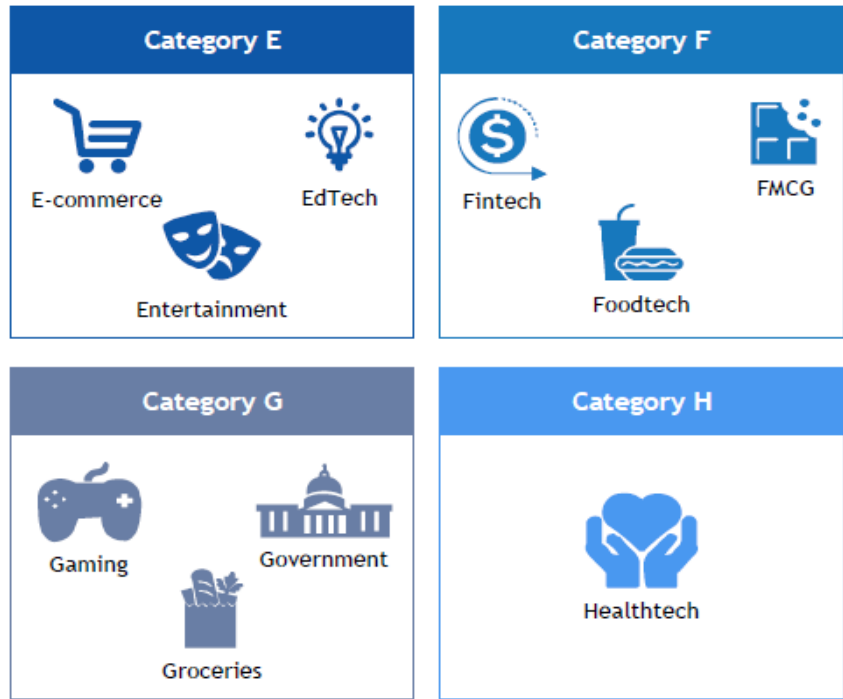 Category E
E-commerce
EdTech
Entertainment
Category F
Fintech
FMCG
Foodtech
Category G
Gaming
Government
Groceries
Category H
Healthtech